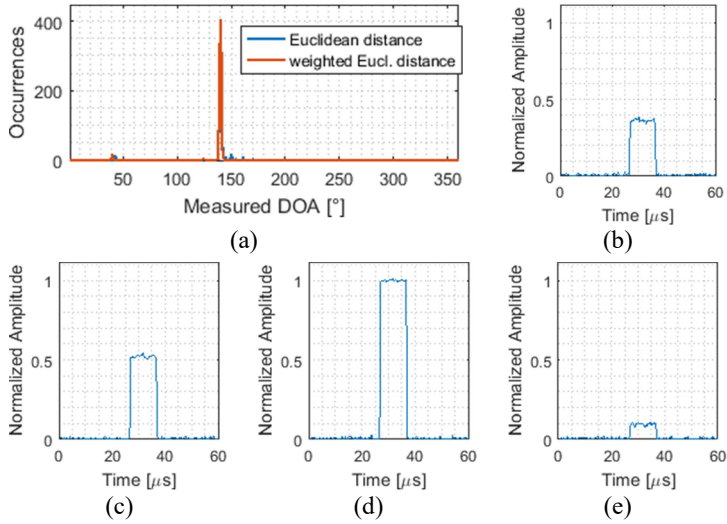 400
200
0
Occurrences
Euclidean distance
weighted Eucl. distance
50 100 150 200 250 300 350
Measured DOA [°]
(a)
1
0.5
0
Normalized Amplitude
0 20 40 60
Time [μs]
(b)
1
0.5
0
Normalized Amplitude
0 20 40 60
Time [μs]
(c)
1
0.5
0
Normalized Amplitude
0 20 40 60
Time [μs]
(d)
1
0.5
0
Normalized Amplitude
0 20 40 60
Time [μs]
(e)